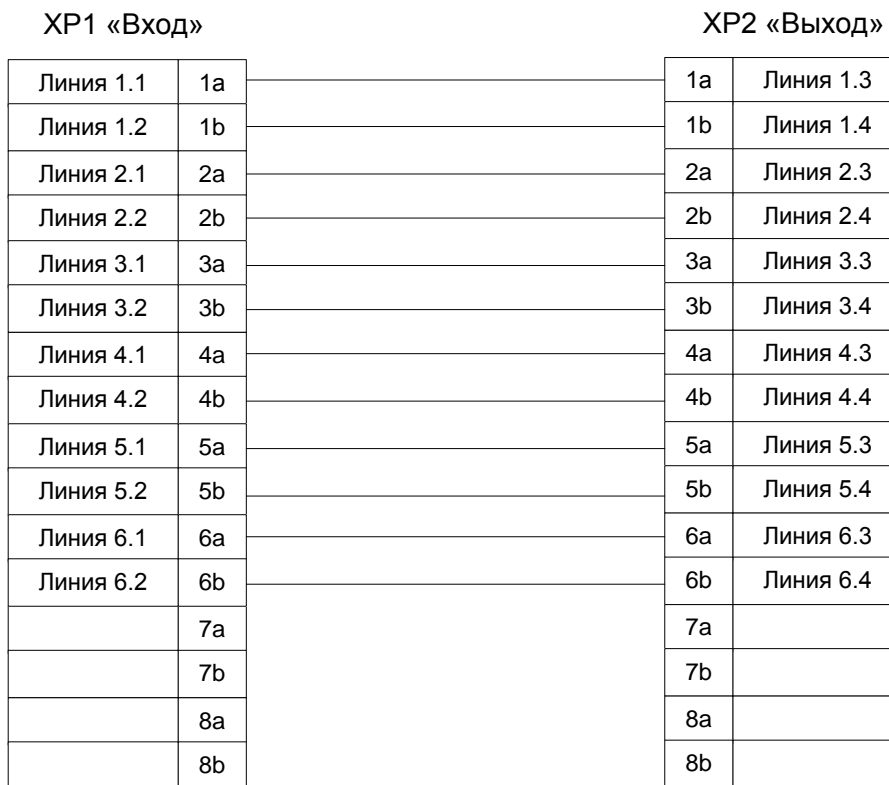 XP1 «Вход» XP2 «Выход»
Линия 1.1 1a 1a Линия 1.3
Линия 1.2 1b 1b Линия 1.4
Линия 2.1 2a 2a Линия 2.3
Линия 2.2 2b 2b Линия 2.4
Линия 3.1 3a 3a Линия 3.3
Линия 3.2 3b 3b Линия 3.4
Линия 4.1 4a 4a Линия 4.3
Линия 4.2 4b 4b Линия 4.4
Линия 5.1 5a 5a Линия 5.3
Линия 5.2 5b 5b Линия 5.4
Линия 6.1 6a 6a Линия 6.3
Линия 6.2 6b 6b Линия 6.4
7a 7a
7b 7b
8a 8a
8b 8b